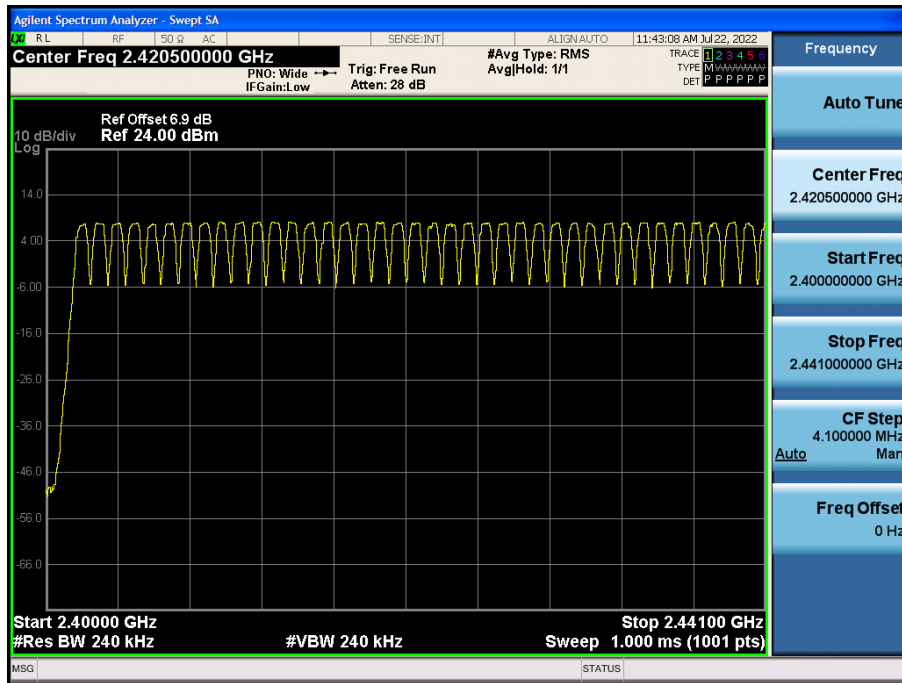 Agilent Spectrum Analyzer - Swept SA
LXI RL RF 50 Ω AC SENSE:INT ALIGNAUTO 11:43:08 AM Jul 22, 2022
Center Freq 2.420500000 GHz
PNO: Wide
IFGain:Low
Trig: Free Run
Atten: 28 dB
#Avg Type: RMS
Avg|Hold: 1/1
TRACE 1 2 3 4 5 6
TYPE M WWWWW
DET P P P P P P
Ref Offset 6.9 dB
10 dB/div Ref 24.00 dBm
Log
14.0
4.00
-6.00
-16.0
-26.0
-36.0
-46.0
-56.0
-66.0
Start 2.40000 GHz Stop 2.44100 GHz
#Res BW 240 kHz #VBW 240 kHz Sweep 1.000 ms (1001 pts)
MSG STATUS
Frequency
Auto Tune
Center Freq
2.420500000 GHz
Start Freq
2.400000000 GHz
Stop Freq
2.441000000 GHz
CF Step
4.100000 MHz
Auto Man
Freq Offset
0 Hz